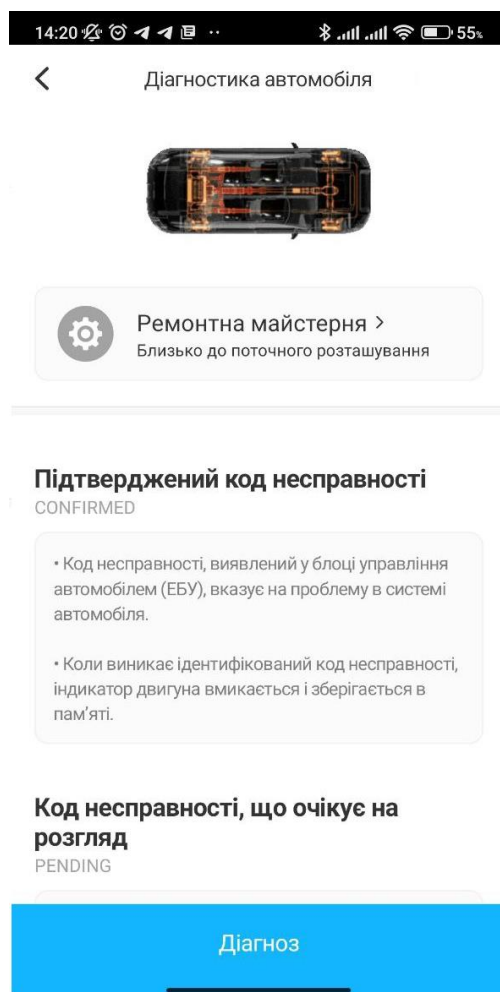 14:20 55%
Діагностика автомобіля
Ремонтна майстерня >
Близько до поточного розташування
Підтверджений код несправності
CONFIRMED
• Код несправності, виявлений у блоці управління
автомобілем (ЕБУ), вказує на проблему в системі
автомобіля.
• Коли виникає ідентифікований код несправності,
індикатор двигуна вмикається і зберігається в
пам’яті.
Код несправності, що очікує на
розгляд
PENDING
Діагноз